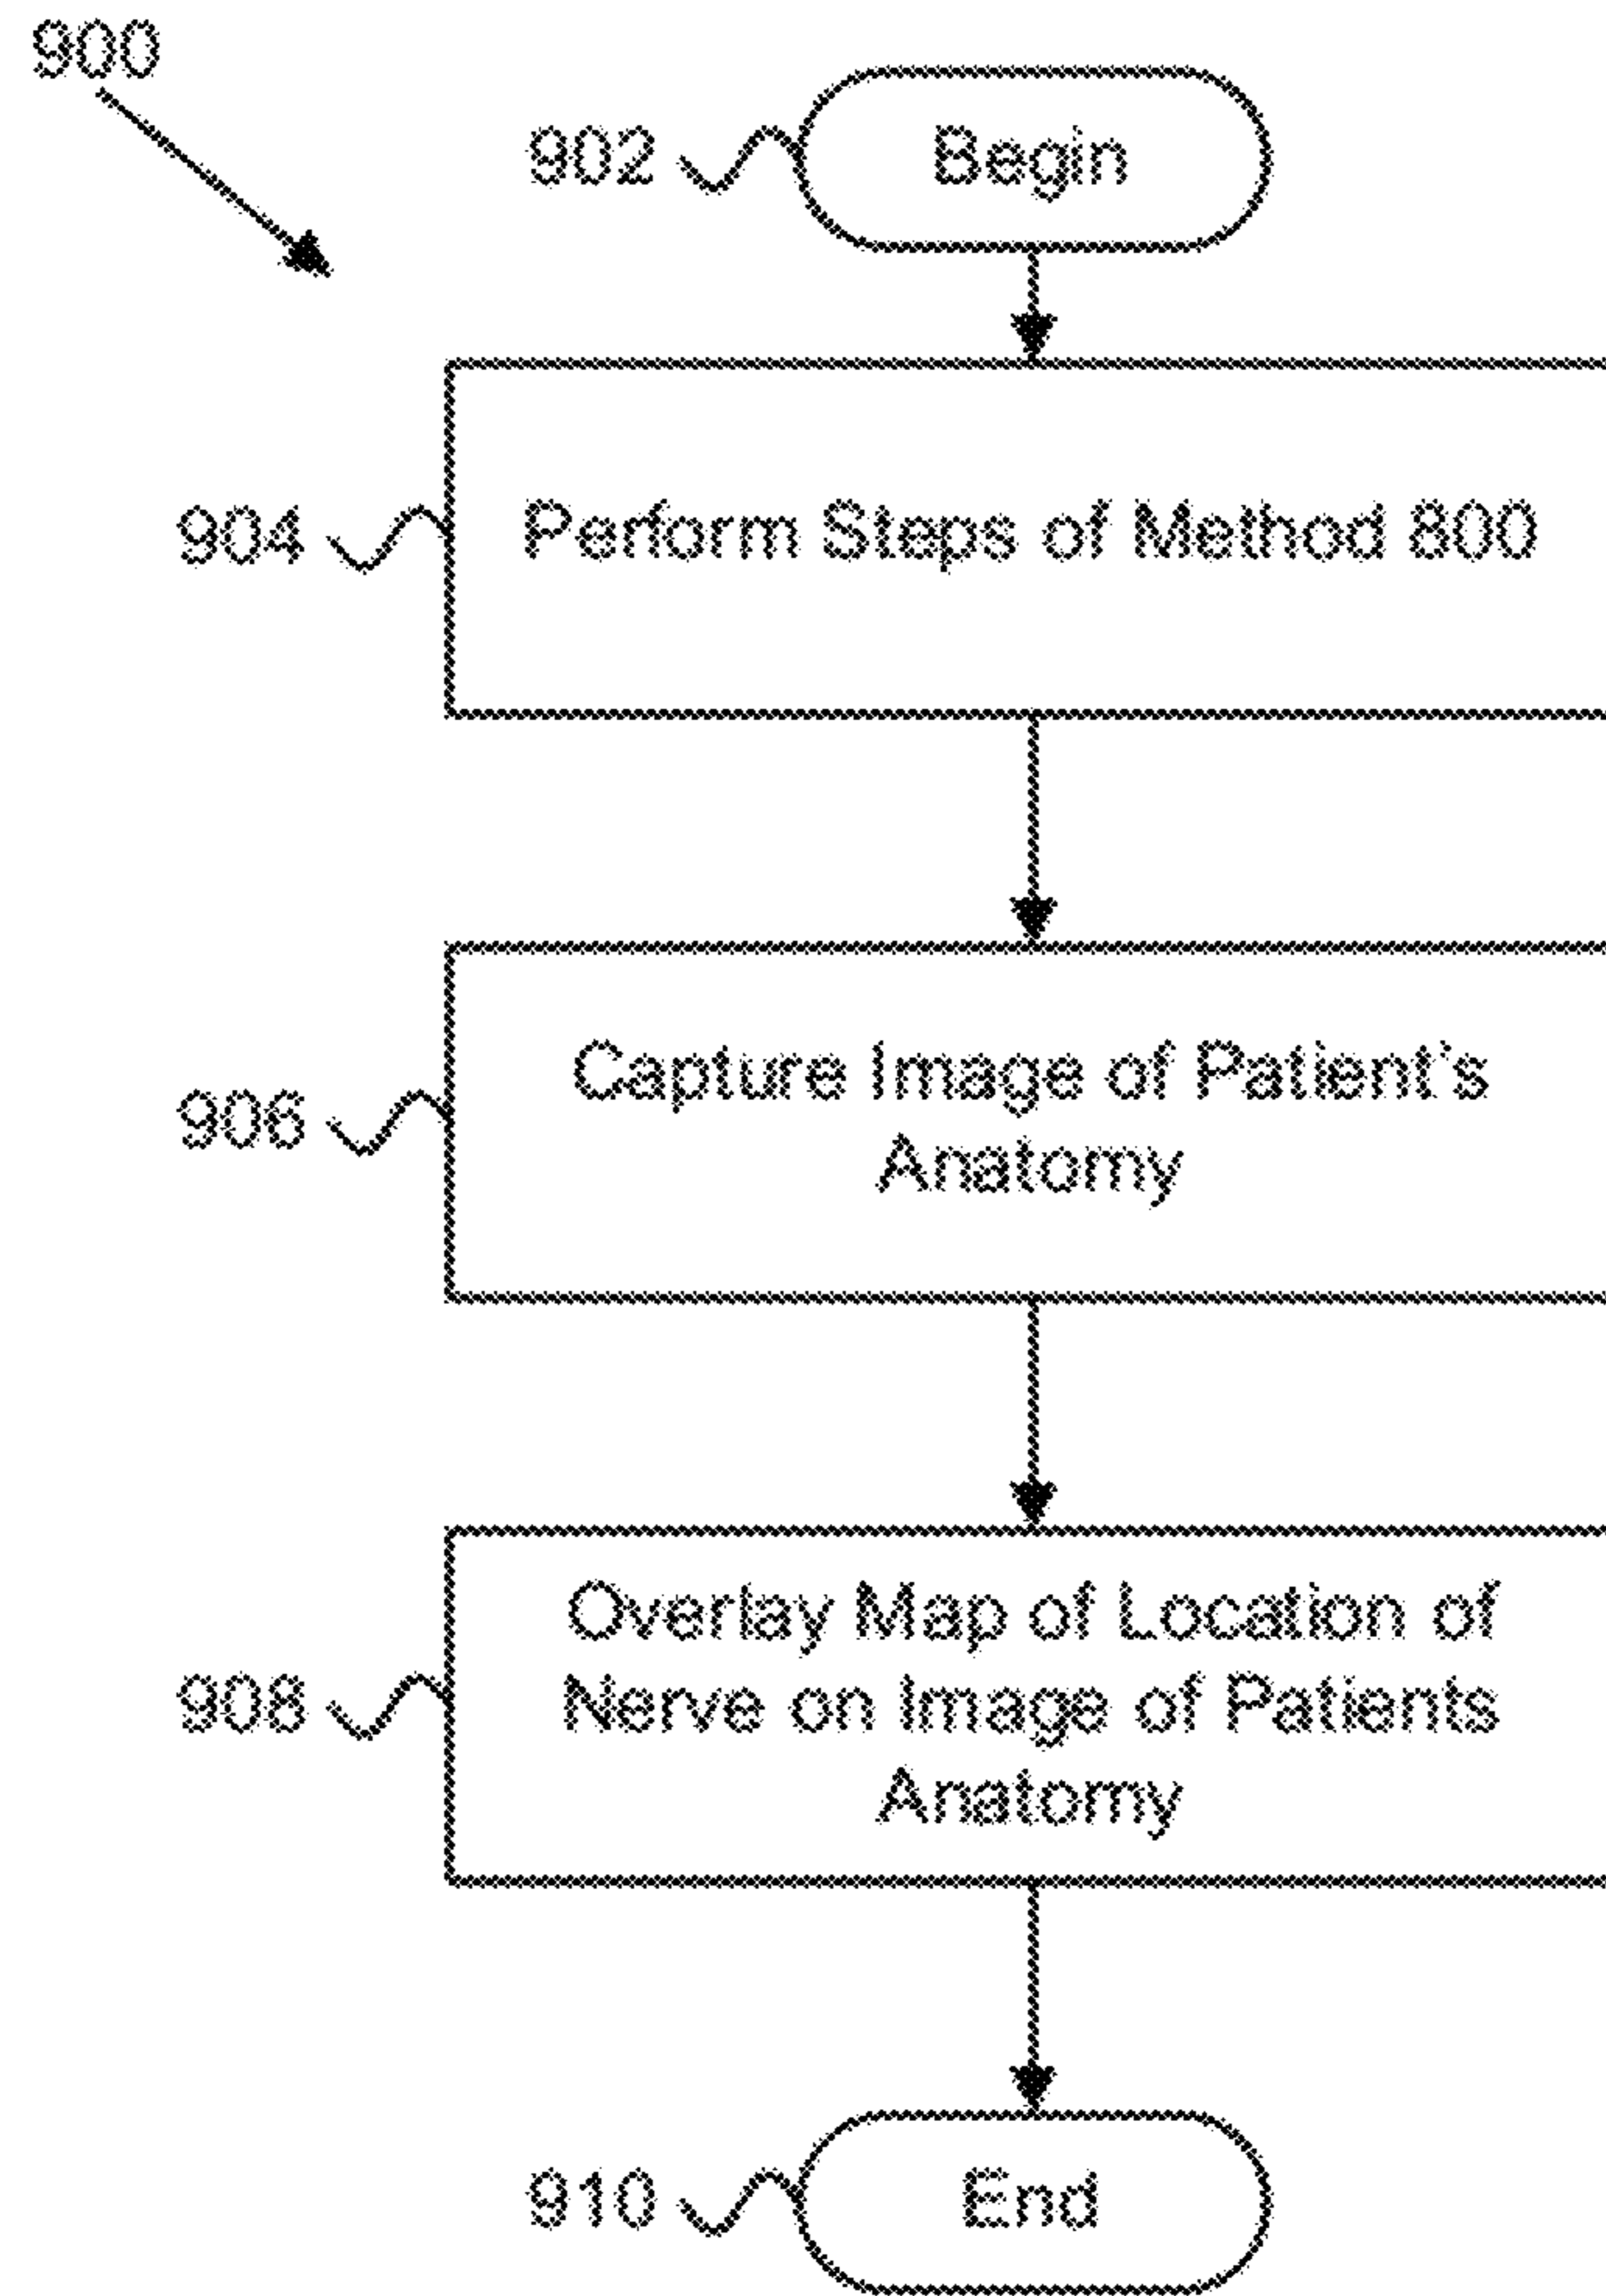 900
902
Begin
904
Perform Steps of Method 800
906
Capture Image of Patient's
Anatomy
908
Overlay Map of Location of
Nerve on Image of Patients
Anatomy
910
End